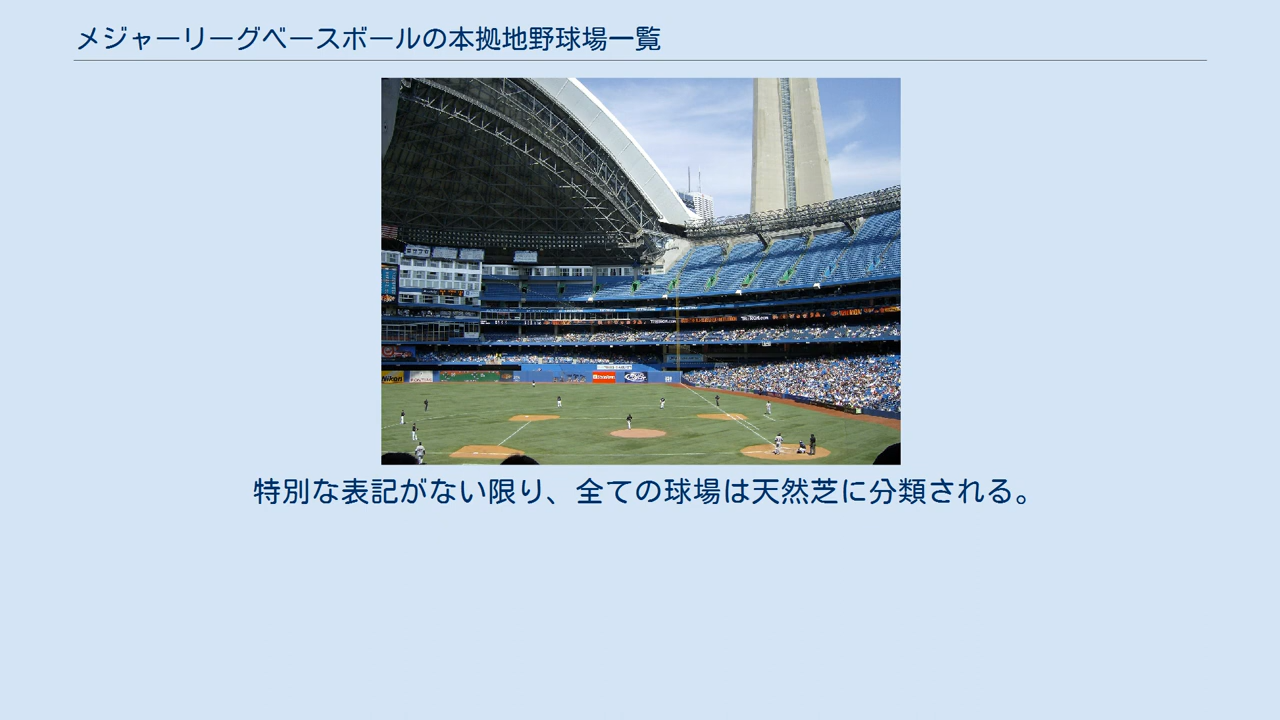 メジャーリーグベースボールの本拠地野球場一覧
Nikon
特別な表記がない限り、全ての球場は天然芝に分類される。